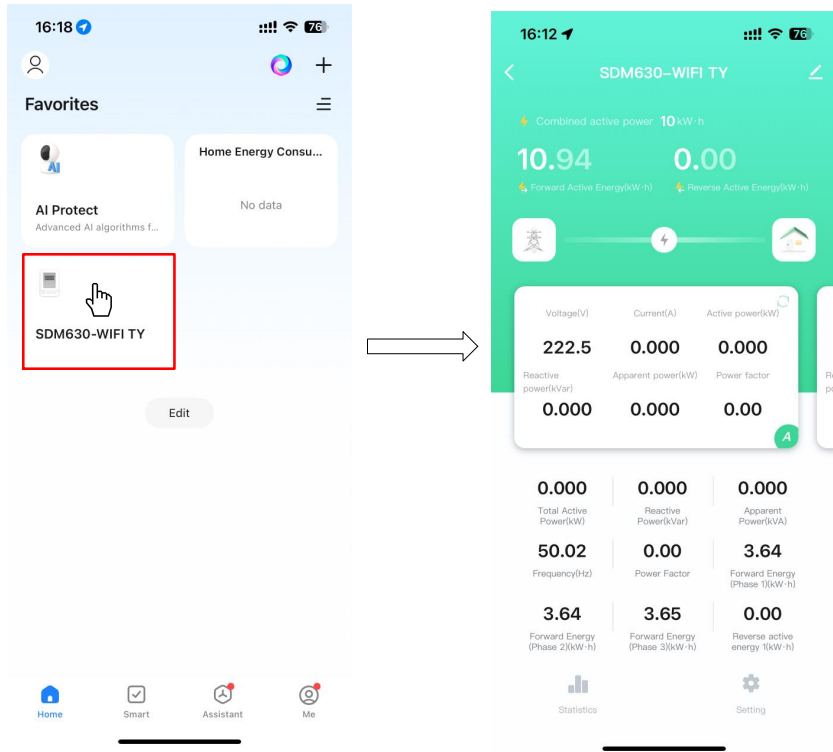 16:18
76
Favorites
AI
AI Protect
Advanced AI algorithms f...
Home Energy Consu...
No data
SDM630-WIFI TY
Edit
Home
Smart
Assistant
Me
16:12
76
SDM630-WIFI TY
Combined active power 10 kW·h
10.94
0.00
Forward Active Energy(kW·h)
Reverse Active Energy(kW·h)
Voltage(V)
Current(A)
Active power(kW)
222.5
0.000
0.000
Reactive
power(kVar)
Apparent power(kW)
Power factor
0.000
0.000
0.00
A
0.000
0.000
0.000
Total Active
Power(kW)
Reactive
Power(kVar)
Apparent
Power(kVA)
50.02
0.00
3.64
Frequency(Hz)
Power Factor
Forward Energy
(Phase 1)(kW·h)
3.64
3.65
0.00
Forward Energy
(Phase 2)(kW·h)
Forward Energy
(Phase 3)(kW·h)
Reverse active
energy 1(kW·h)
Statistics
Setting